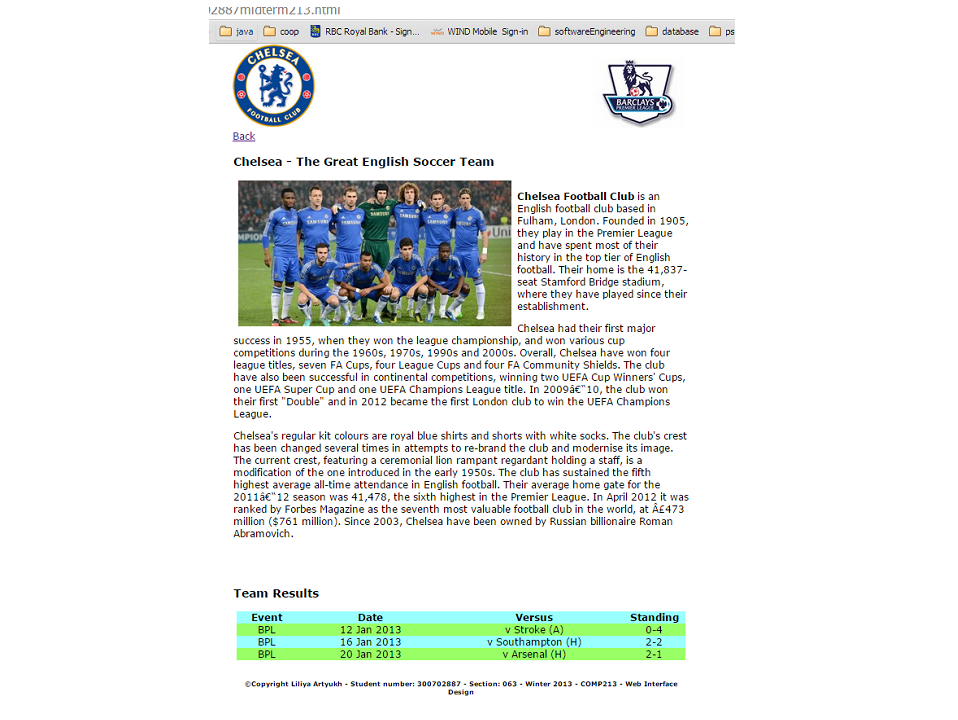 02887midterm213.html
java coop RBC Royal Bank - Sign... WIND Mobile Sign-in softwareEngineering database ps
CHELSEA
FOOTBALL CLUB
BARCLAYS
PREMIER LEAGUE
Back
Chelsea - The Great English Soccer Team
SAMSUNG SAMSUNG SAMSUNG SAMSUNG
Chelsea Football Club is an
English football club based in
Fulham, London. Founded in 1905,
they play in the Premier League
and have spent most of their
history in the top tier of English
football. Their home is the 41,837-
seat Stamford Bridge stadium,
where they have played since their
establishment.
Chelsea had their first major
success in 1955, when they won the league championship, and won various cup
competitions during the 1960s, 1970s, 1990s and 2000s. Overall, Chelsea have won four
league titles, seven FA Cups, four League Cups and four FA Community Shields. The club
have also been successful in continental competitions, winning two UEFA Cup Winners' Cups,
one UEFA Super Cup and one UEFA Champions League title. In 2009â€“10, the club won
their first "Double" and in 2012 became the first London club to win the UEFA Champions
League.
Chelsea's regular kit colours are royal blue shirts and shorts with white socks. The club's crest
has been changed several times in attempts to re-brand the club and modernise its image.
The current crest, featuring a ceremonial lion rampant regardant holding a staff, is a
modification of the one introduced in the early 1950s. The club has sustained the fifth
highest average all-time attendance in English football. Their average home gate for the
2011â€“12 season was 41,478, the sixth highest in the Premier League. In April 2012 it was
ranked by Forbes Magazine as the seventh most valuable football club in the world, at Â£473
million ($761 million). Since 2003, Chelsea have been owned by Russian billionaire Roman
Abramovich.
Team Results
Event Date Versus Standing
BPL 12 Jan 2013 v Stroke (A) 0-4
BPL 16 Jan 2013 v Southampton (H) 2-2
BPL 20 Jan 2013 v Arsenal (H) 2-1
©Copyright Liliya Artyukh - Student number: 300702887 - Section: 063 - Winter 2013 - COMP213 - Web Interface
Design